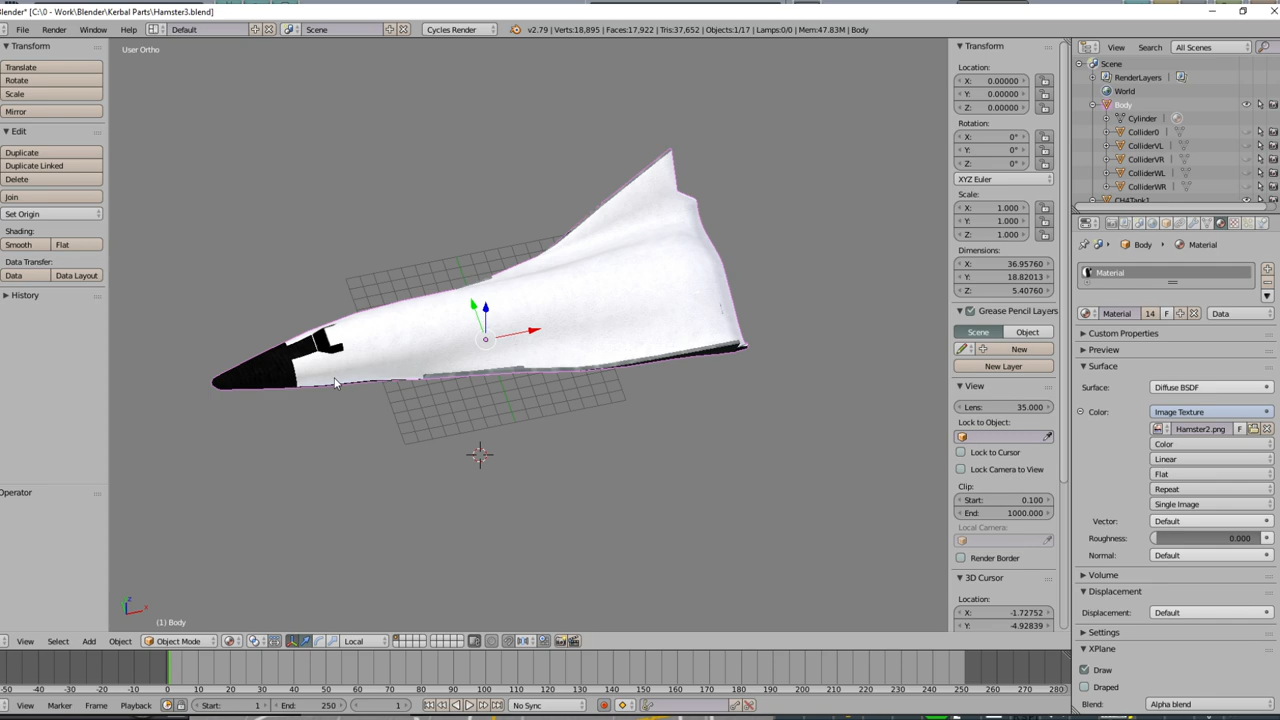 Blender* [C:\0 - Work\Blender\Kerbal Parts\Hamster3.blend]
File Render Window Help Default Scene Cycles Render v2.79 | Verts:18,895 | Faces:17,922 | Tris:37,652 | Objects:1/17 | Lamps:0/0 | Mem:47.83M | Body
Transform
Translate
Rotate
Scale
Mirror
Edit
Duplicate
Duplicate Linked
Delete
Join
Set Origin
Shading:
Smooth Flat
Data Transfer:
Data Data Layout
History
Operator
User Ortho
(1) Body
Transform
Location:
X: 0.00000
Y: 0.00000
Z: 0.00000
Rotation:
X: 0°
Y: 0°
Z: 0°
XYZ Euler
Scale:
X: 1.000
Y: 1.000
Z: 1.000
Dimensions:
X: 36.95760
Y: 18.82013
Z: 5.40760
Grease Pencil Layers
Scene Object
New
New Layer
View
Lens: 35.000
Lock to Object:
Lock to Cursor
Lock Camera to View
Clip:
Start: 0.100
End: 1000.000
Local Camera:
Render Border
3D Cursor
Location:
X: -1.72752
Y: -4.92839
View Search All Scenes
Scene
RenderLayers
World
Body
Cylinder
Collider0
ColliderVL
ColliderVR
ColliderWL
ColliderWR
CH4Tank1
Body Material
Material
Material 14 F Data
Custom Properties
Preview
Surface
Surface: Diffuse BSDF
Color: Image Texture
Hamster2.png F
Color
Linear
Flat
Repeat
Single Image
Vector: Default
Roughness: 0.000
Normal: Default
Volume
Displacement
Displacement: Default
Settings
XPlane
Draw
Draped
Blend: Alpha blend
View Select Add Object Object Mode Local
-50 -40 -30 -20 -10 0 10 20 30 40 50 60 70 80 90 100 110 120 130 140 150 160 170 180 190 200 210 220 230 240 250 260 270 280
View Marker Frame Playback Start: 1 End: 250 1 No Sync